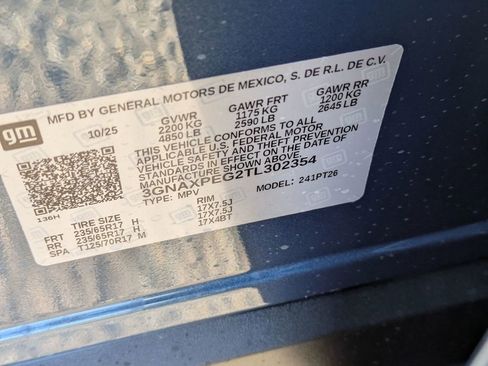 gm
MFD BY GENERAL MOTORS DE MEXICO, S. DE R.L. DE C.V.
10/25 GVWR GAWR FRT GAWR RR
2200 KG 1175 KG 1200 KG
4850 LB 2590 LB 2645 LB
THIS VEHICLE CONFORMS TO ALL
APPLICABLE U.S. FEDERAL MOTOR
VEHICLE SAFETY AND THEFT PREVENTION
STANDARDS IN EFFECT ON THE DATE OF
MANUFACTURE SHOWN ABOVE.
3GNAXPEG2TL302354
TYPE: MPV MODEL: 241PT26
136H
TIRE SIZE RIM
FRT 235/65R17 H 17X7.5J
RR 235/65R17 H 17X7.5J
SPA T125/70R17 M 17X4BT